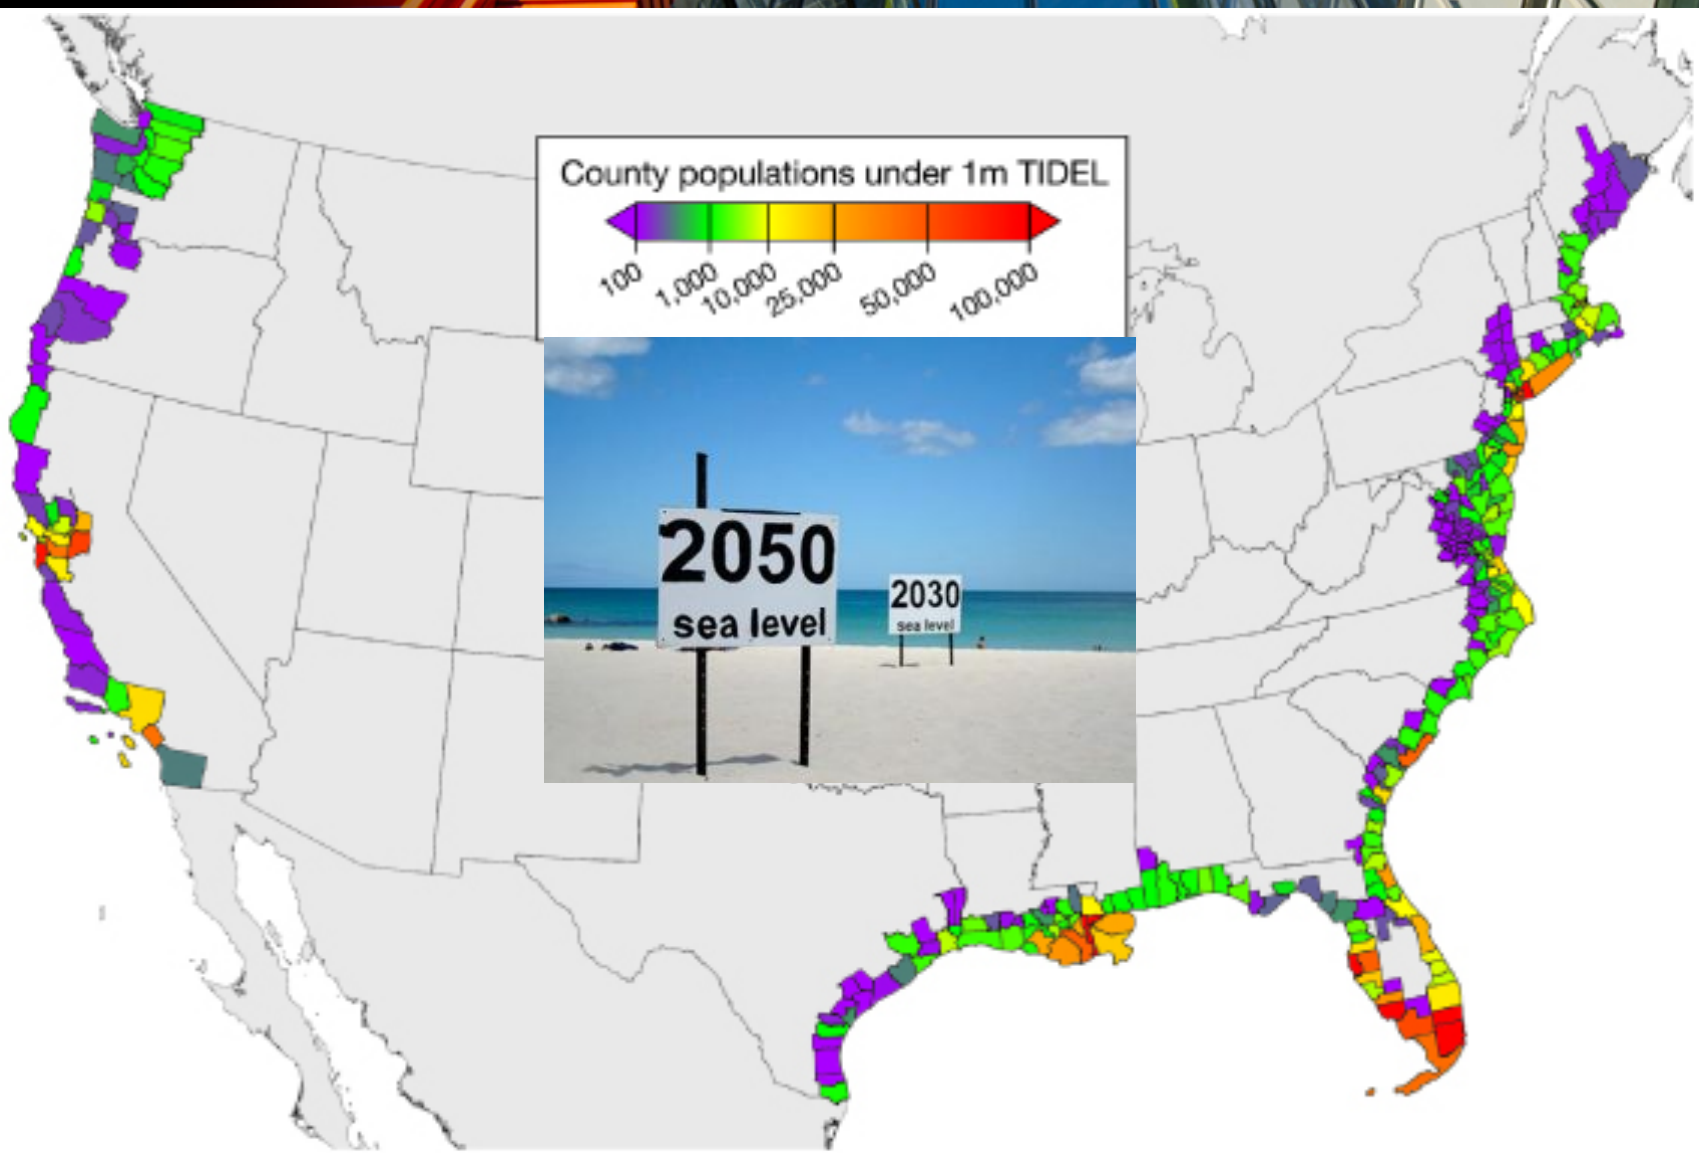 County populations under 1m TIDEL
100 1,000 10,000 25,000 50,000 100,000
2050
sea level
2030
sea level